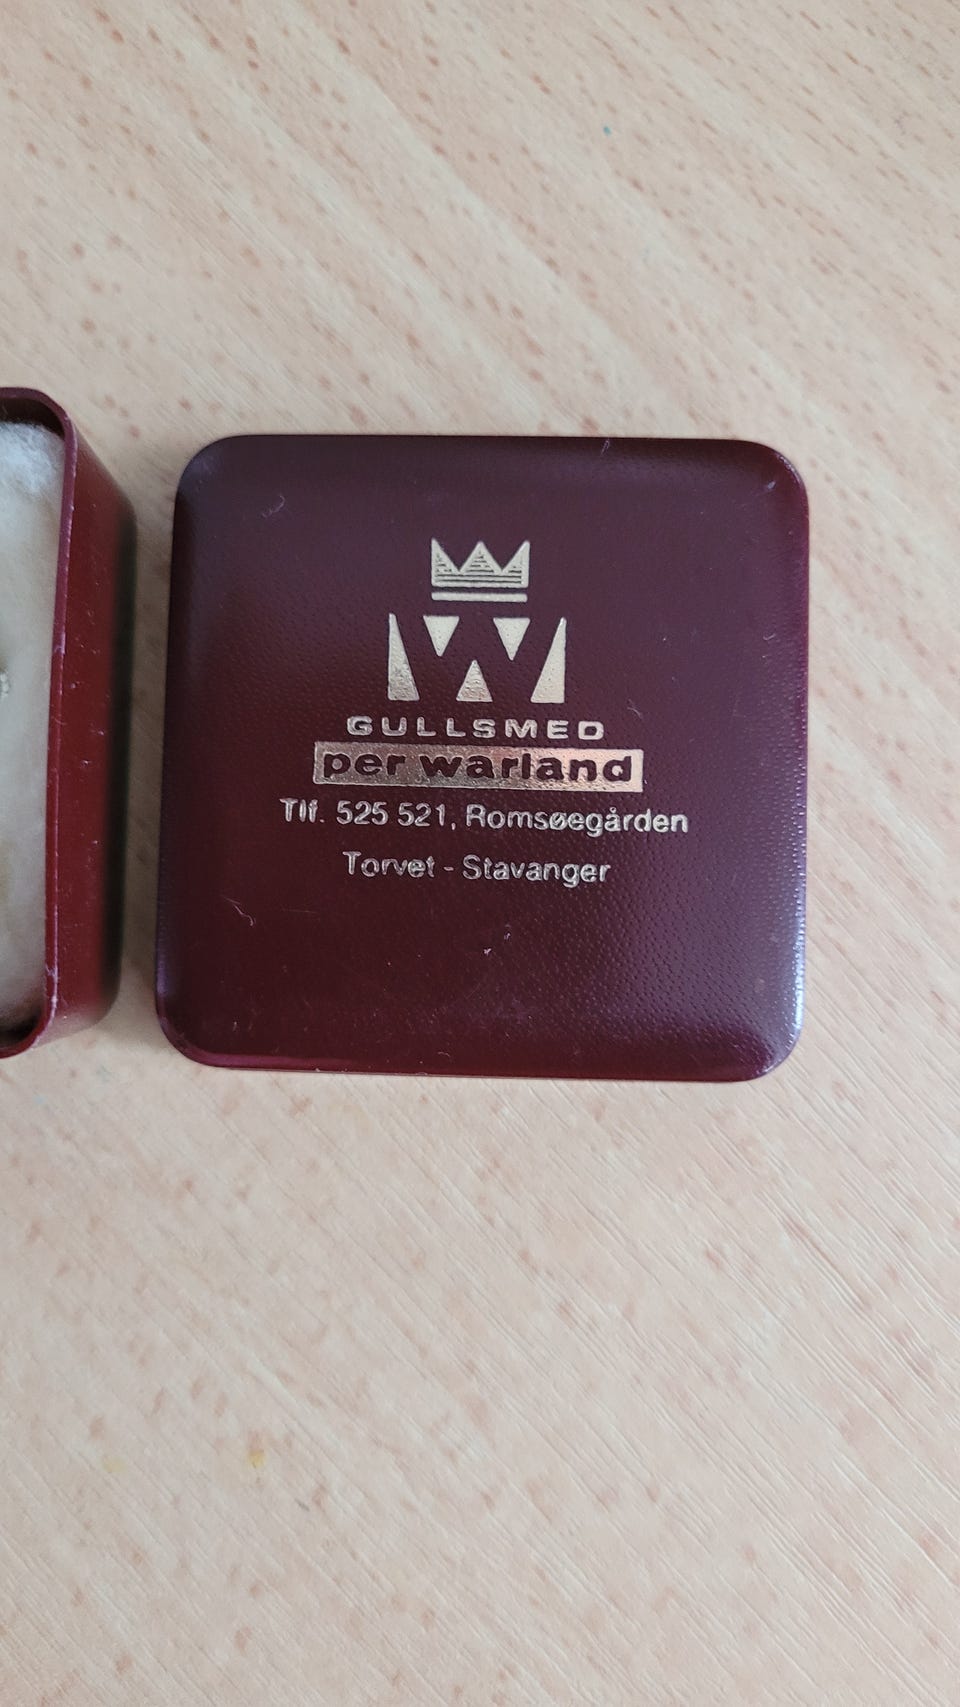 W
GULLSMED
per warland
Tlf. 525 521, Romsøegården
Torvet - Stavanger